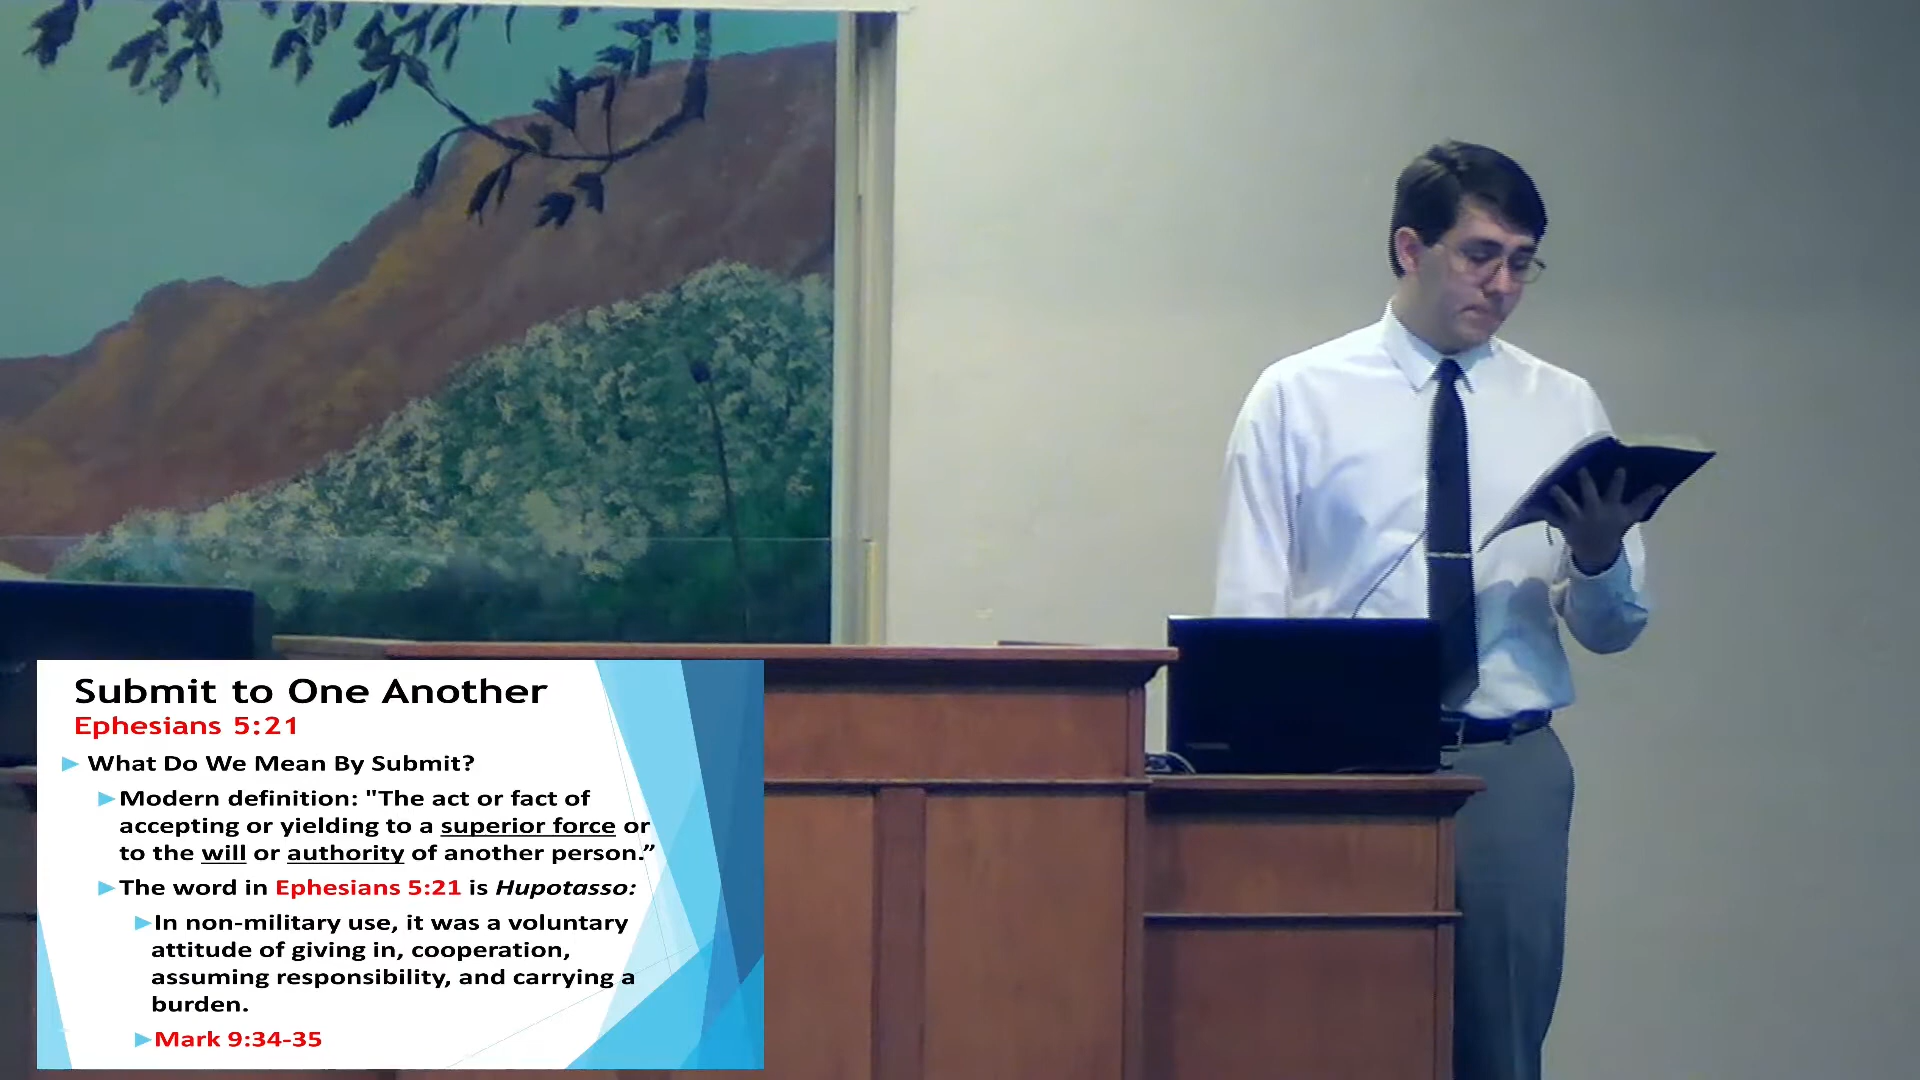 Submit to One Another
Ephesians 5:21
What Do We Mean By Submit?
Modern definition: "The act or fact of
accepting or yielding to a superior force or
to the will or authority of another person.”
The word in Ephesians 5:21 is Hupotasso:
In non-military use, it was a voluntary
attitude of giving in, cooperation,
assuming responsibility, and carrying a
burden.
Mark 9:34-35